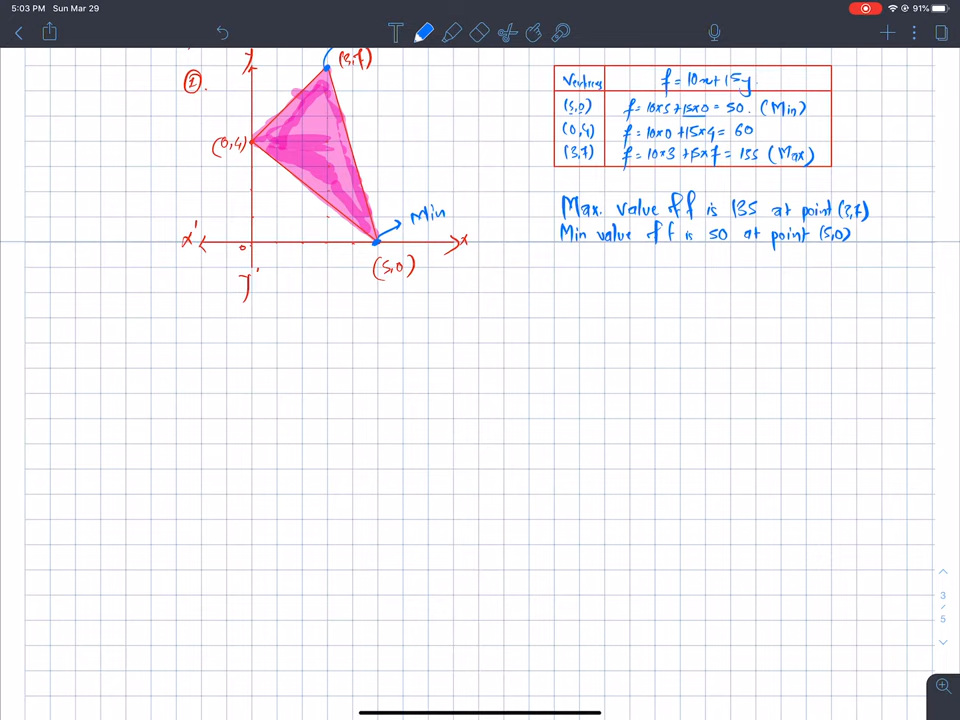 5:03 PM Sun Mar 29
91%
T
y
(3,7)
①.
(0,4)
Min
x' 0 x
(5,0)
y'
Vertices f = 10x+15y.
(5,0) f = 10×5+15×0 = 50. (Min)
(0,4) f = 10×0+15×4= 60
(3,7) f = 10×3+15×7= 135 (Max)
Max. value of f is 135 at point (3,7)
Min value of f is 50 at point (5,0)
3
/
5